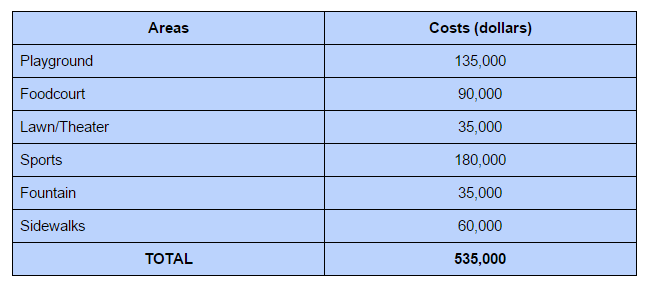 Areas Costs (dollars)
Playground 135,000
Foodcourt 90,000
Lawn/Theater 35,000
Sports 180,000
Fountain 35,000
Sidewalks 60,000
TOTAL 535,000